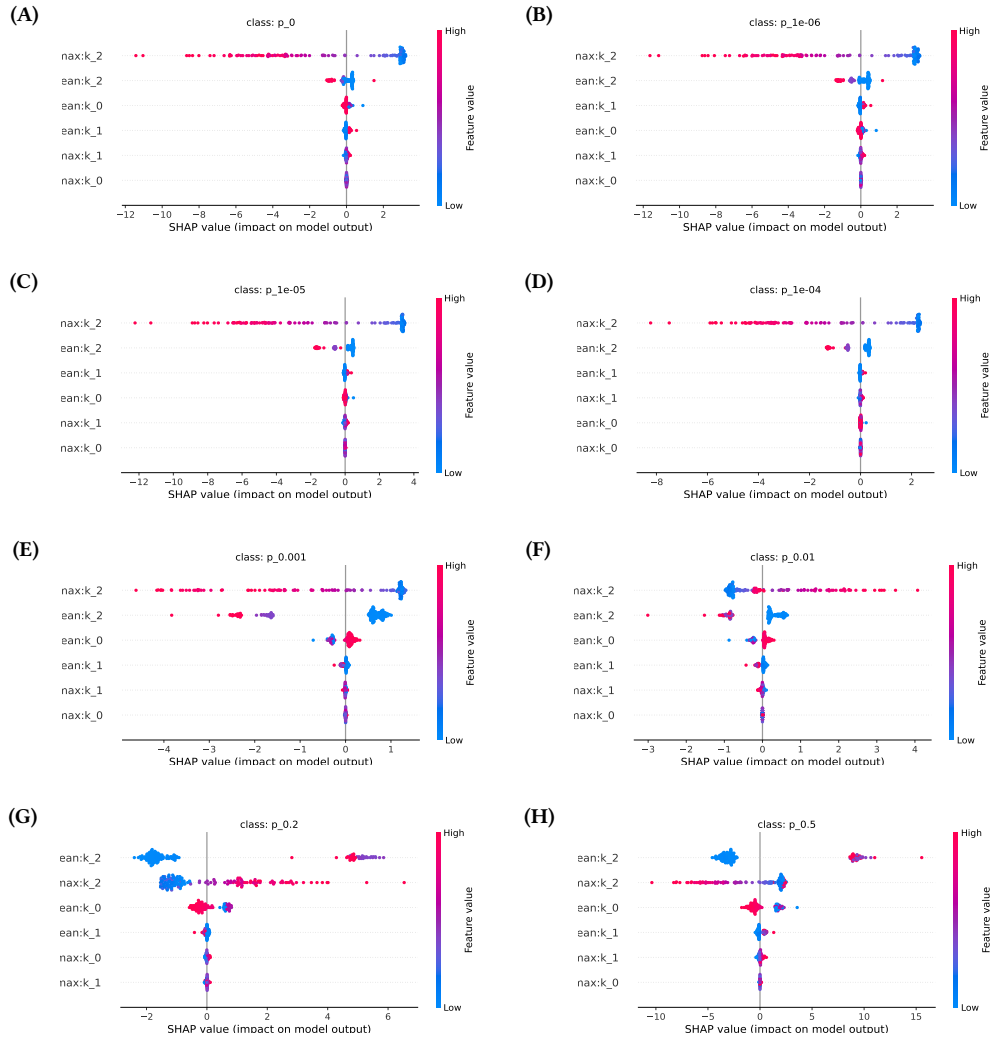 (A)
class: p_0
High
nax:k_2
ean:k_2
ean:k_0
ean:k_1
nax:k_1
nax:k_0
Feature value
Low
−12 −10 −8 −6 −4 −2 0 2
SHAP value (impact on model output)
(B)
class: p_1e-06
High
nax:k_2
ean:k_2
ean:k_1
ean:k_0
nax:k_1
nax:k_0
Feature value
Low
−12 −10 −8 −6 −4 −2 0 2
SHAP value (impact on model output)
(C)
class: p_1e-05
High
nax:k_2
ean:k_2
ean:k_1
ean:k_0
nax:k_1
nax:k_0
Feature value
Low
−12 −10 −8 −6 −4 −2 0 2 4
SHAP value (impact on model output)
(D)
class: p_1e-04
High
nax:k_2
ean:k_2
ean:k_1
nax:k_1
ean:k_0
nax:k_0
Feature value
Low
−8 −6 −4 −2 0 2
SHAP value (impact on model output)
(E)
class: p_0.001
High
nax:k_2
ean:k_2
ean:k_0
ean:k_1
nax:k_1
nax:k_0
Feature value
Low
−4 −3 −2 −1 0 1
SHAP value (impact on model output)
(F)
class: p_0.01
High
nax:k_2
ean:k_2
ean:k_0
ean:k_1
nax:k_1
nax:k_0
Feature value
Low
−3 −2 −1 0 1 2 3 4
SHAP value (impact on model output)
(G)
class: p_0.2
High
ean:k_2
nax:k_2
ean:k_0
ean:k_1
nax:k_0
nax:k_1
Feature value
Low
−2 0 2 4 6
SHAP value (impact on model output)
(H)
class: p_0.5
High
ean:k_2
nax:k_2
ean:k_0
ean:k_1
nax:k_1
nax:k_0
Feature value
Low
−10 −5 0 5 10 15
SHAP value (impact on model output)